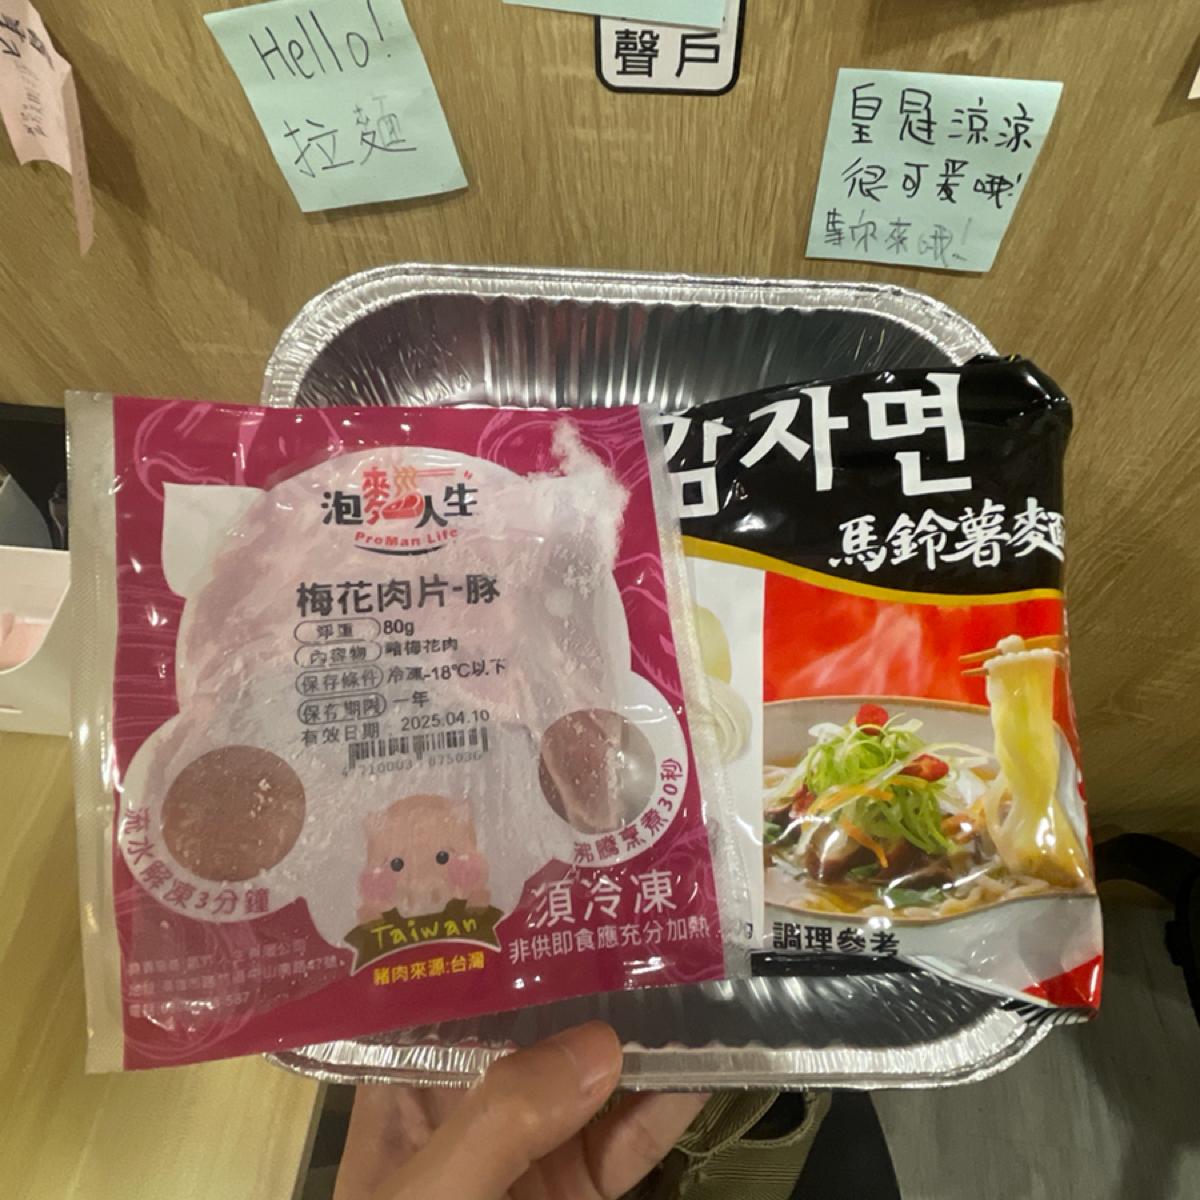 Hello!
拉麵
聲戶
皇冠涼涼
很可愛哦!
來哦!
泡麥人生
ProMan Life
梅花肉片-豚
淨重 80g
內容物 豬梅花肉
保存條件 冷凍-18℃以下
保存期限 一年
有效日期 2025.04.10
流水解凍3分鐘
沸騰烹煮30秒
Taiwan
豬肉來源:台灣
須冷凍
非供即食應充分加熱
감자면
馬鈴薯麵
調理參考